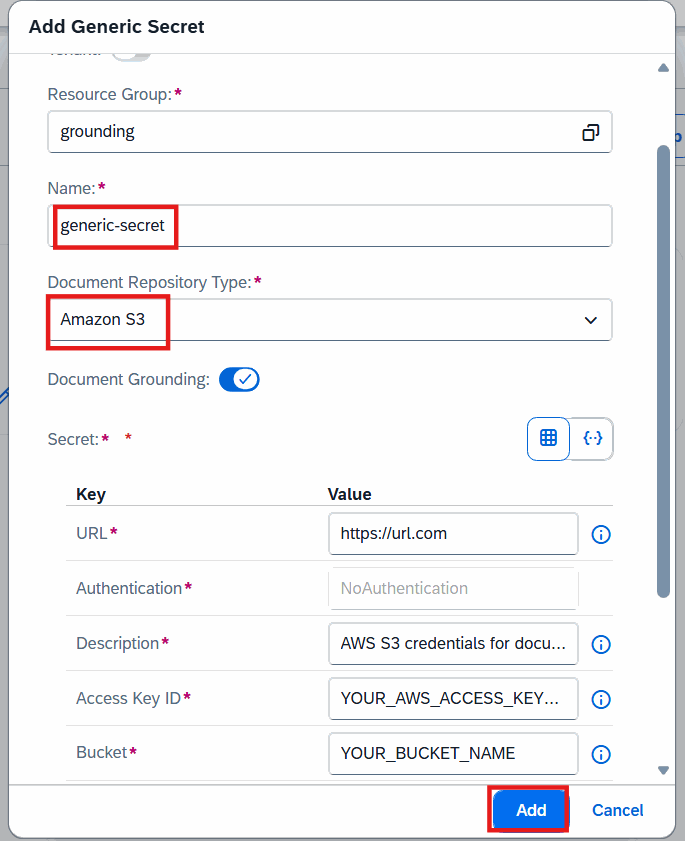 Add Generic Secret
Resource Group:*
grounding
Name:*
generic-secret
Document Repository Type:*
Amazon S3
Document Grounding:
Secret:* *
{··}
Key Value
URL* https://url.com
Authentication* NoAuthentication
Description* AWS S3 credentials for docu...
Access Key ID* YOUR_AWS_ACCESS_KEY...
Bucket* YOUR_BUCKET_NAME
Add Cancel